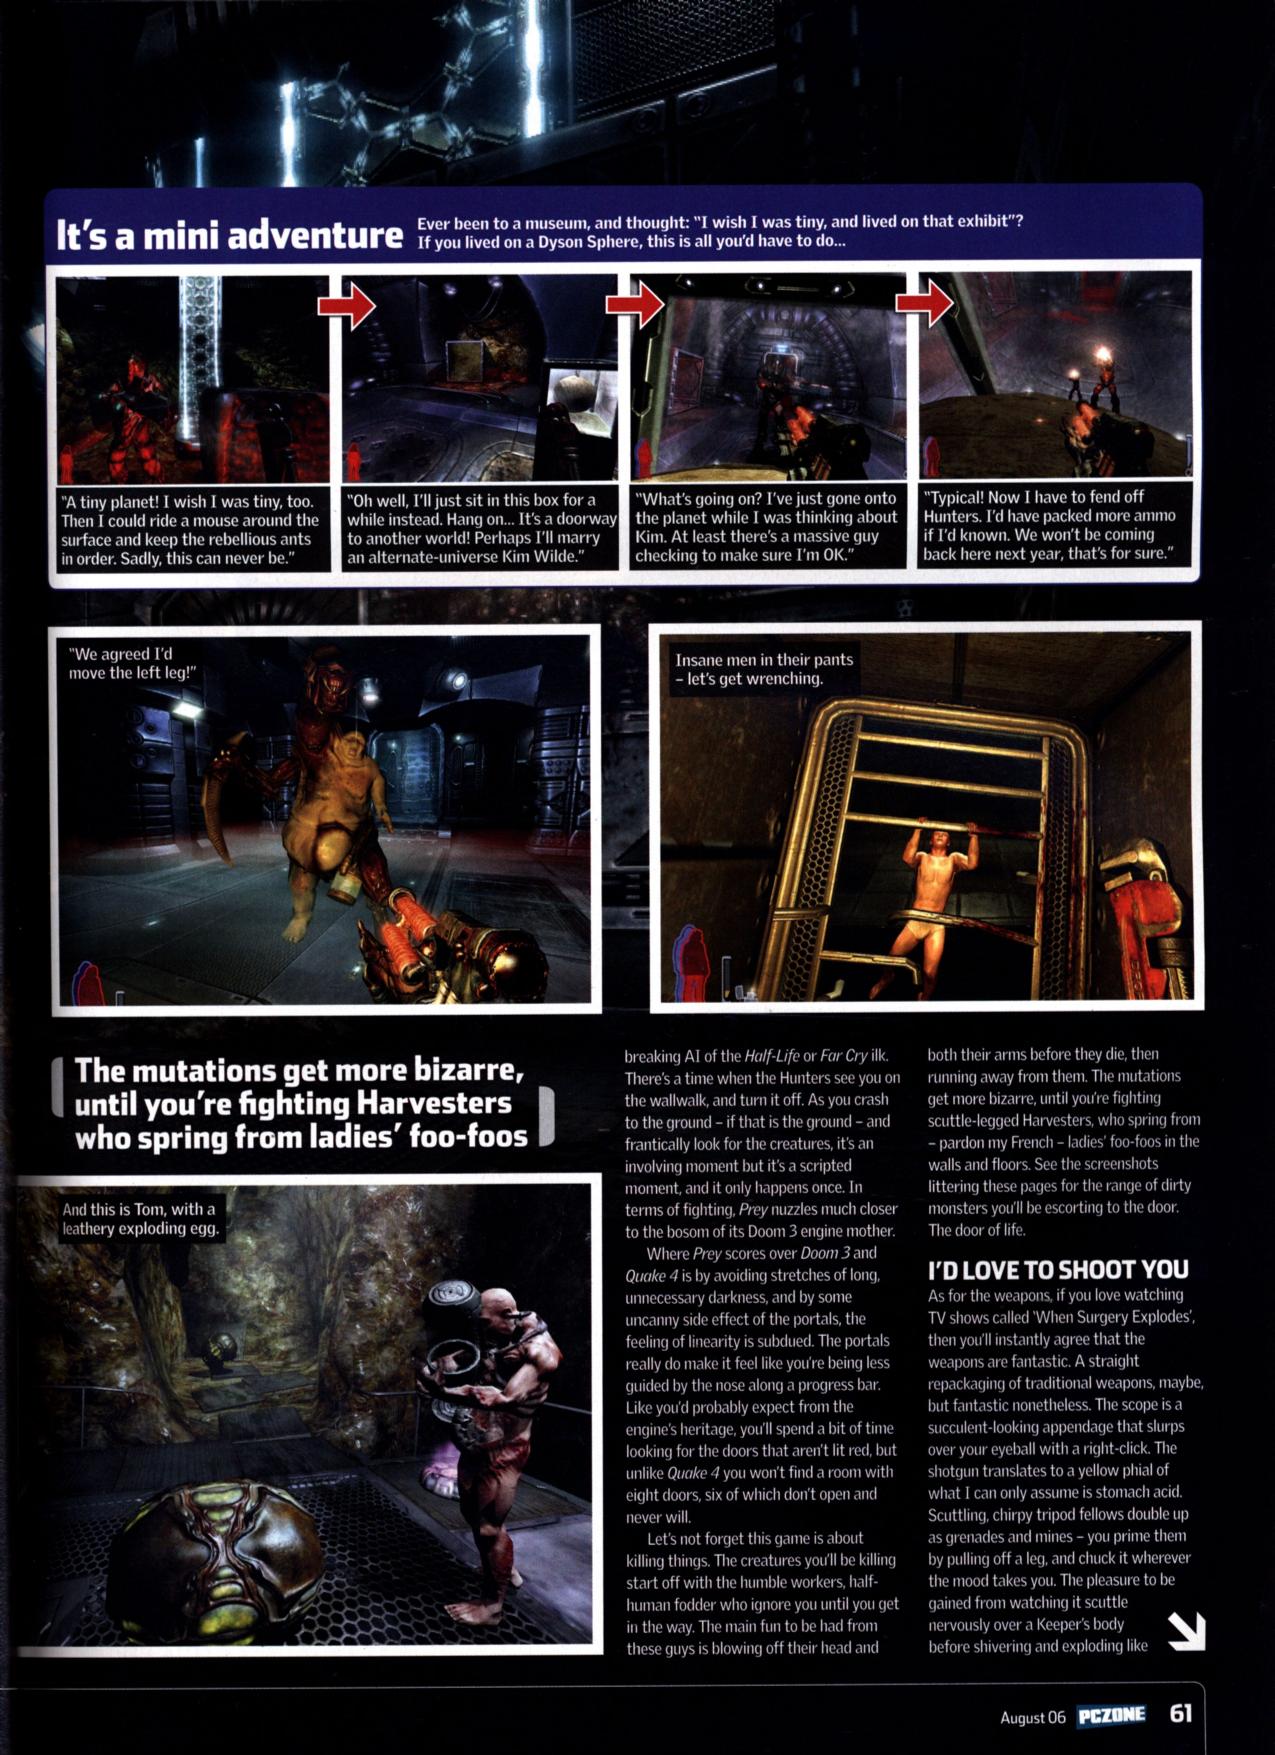 It's a mini adventure
Ever been to a museum, and thought: "I wish I was tiny, and lived on that exhibit"?
If you lived on a Dyson Sphere, this is all you'd have to do...
"A tiny planet! I wish I was tiny, too.
Then I could ride a mouse around the
surface and keep the rebellious ants
in order. Sadly, this can never be."
"Oh well, I'll just sit in this box for a
while instead. Hang on... It's a doorway
to another world! Perhaps I'll marry
an alternate-universe Kim Wilde."
"What's going on? I've just gone onto
the planet while I was thinking about
Kim. At least there's a massive guy
checking to make sure I'm OK."
"Typical! Now I have to fend off
Hunters. I'd have packed more ammo
if I'd known. We won't be coming
back here next year, that's for sure."
"We agreed I'd
move the left leg!"
Insane men in their pants
– let's get wrenching.
The mutations get more bizarre,
until you're fighting Harvesters
who spring from ladies' foo-foos
And this is Tom, with a
leathery exploding egg.
breaking AI of the Half-Life or Far Cry ilk.
There's a time when the Hunters see you on
the wallwalk, and turn it off. As you crash
to the ground – if that is the ground – and
frantically look for the creatures, it's an
involving moment but it's a scripted
moment, and it only happens once. In
terms of fighting, Prey nuzzles much closer
to the bosom of its Doom 3 engine mother.
Where Prey scores over Doom 3 and
Quake 4 is by avoiding stretches of long,
unnecessary darkness, and by some
uncanny side effect of the portals, the
feeling of linearity is subdued. The portals
really do make it feel like you're being less
guided by the nose along a progress bar.
Like you'd probably expect from the
engine's heritage, you'll spend a bit of time
looking for the doors that aren't lit red, but
unlike Quake 4 you won't find a room with
eight doors, six of which don't open and
never will.
Let's not forget this game is about
killing things. The creatures you'll be killing
start off with the humble workers, half-
human fodder who ignore you until you get
in the way. The main fun to be had from
these guys is blowing off their head and
both their arms before they die, then
running away from them. The mutations
get more bizarre, until you're fighting
scuttle-legged Harvesters, who spring from
– pardon my French – ladies' foo-foos in the
walls and floors. See the screenshots
littering these pages for the range of dirty
monsters you'll be escorting to the door.
The door of life.
I'D LOVE TO SHOOT YOU
As for the weapons, if you love watching
TV shows called 'When Surgery Explodes',
then you'll instantly agree that the
weapons are fantastic. A straight
repackaging of traditional weapons, maybe,
but fantastic nonetheless. The scope is a
succulent-looking appendage that slurps
over your eyeball with a right-click. The
shotgun translates to a yellow phial of
what I can only assume is stomach acid.
Scuttling, chirpy tripod fellows double up
as grenades and mines – you prime them
by pulling off a leg, and chuck it wherever
the mood takes you. The pleasure to be
gained from watching it scuttle
nervously over a Keeper's body
before shivering and exploding like
August 06 PCZONE 61